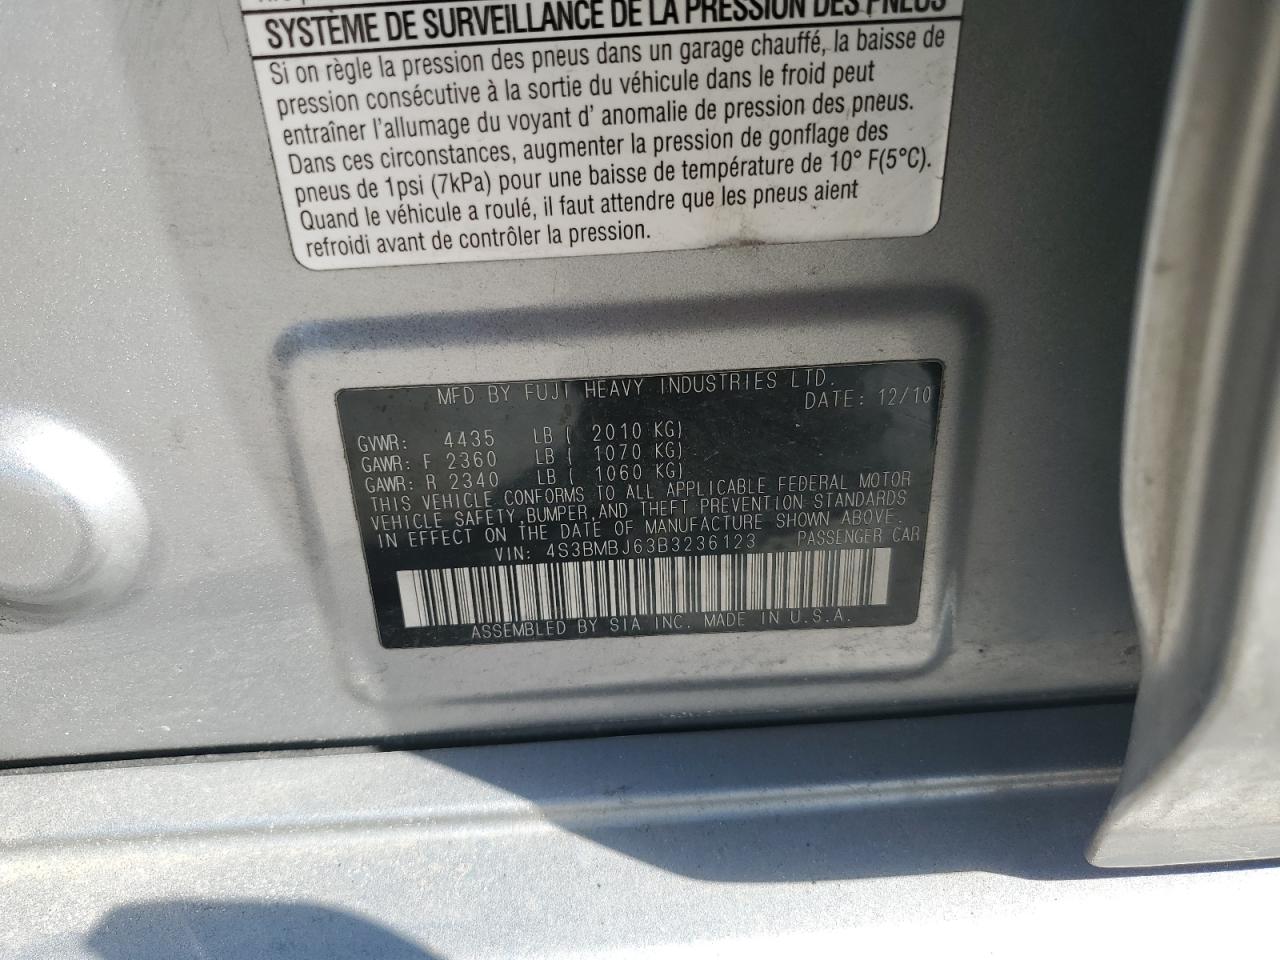 SYSTÈME DE SURVEILLANCE DE LA PRESSION DES PNEUS
Si on règle la pression des pneus dans un garage chauffé, la baisse de
pression consécutive à la sortie du véhicule dans le froid peut
entraîner l'allumage du voyant d' anomalie de pression des pneus.
Dans ces circonstances, augmenter la pression de gonflage des
pneus de 1psi (7kPa) pour une baisse de température de 10° F(5°C).
Quand le véhicule a roulé, il faut attendre que les pneus aient
refroidi avant de contrôler la pression.
MFD BY FUJI HEAVY INDUSTRIES LTD.
DATE: 12/10
GVWR: 4435 LB ( 2010 KG)
GAWR: F 2360 LB ( 1070 KG)
GAWR: R 2340 LB ( 1060 KG)
THIS VEHICLE CONFORMS TO ALL APPLICABLE FEDERAL MOTOR
VEHICLE SAFETY,BUMPER,AND THEFT PREVENTION STANDARDS
IN EFFECT ON THE DATE OF MANUFACTURE SHOWN ABOVE.
VIN: 4S3BMBJ63B3236123 PASSENGER CAR
ASSEMBLED BY SIA INC. MADE IN U.S.A.